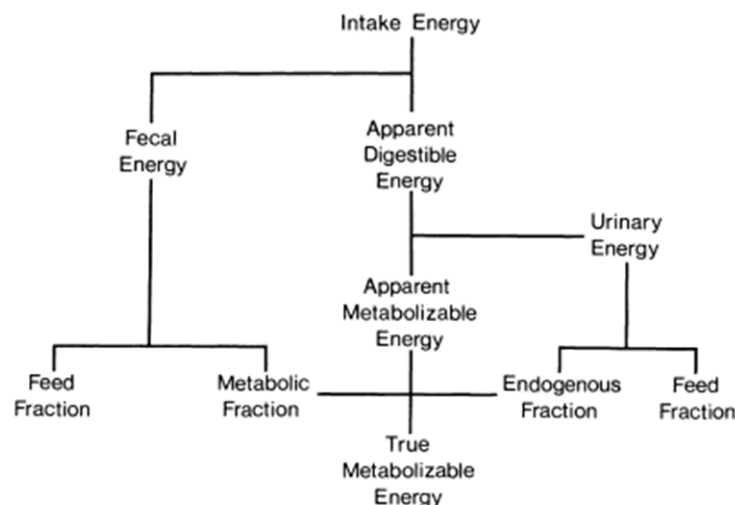 Intake Energy
Fecal
Energy
Apparent
Digestible
Energy
Urinary
Energy
Apparent
Metabolizable
Energy
Feed
Fraction
Metabolic
Fraction
Endogenous
Fraction
Feed
Fraction
True
Metabolizable
Energy